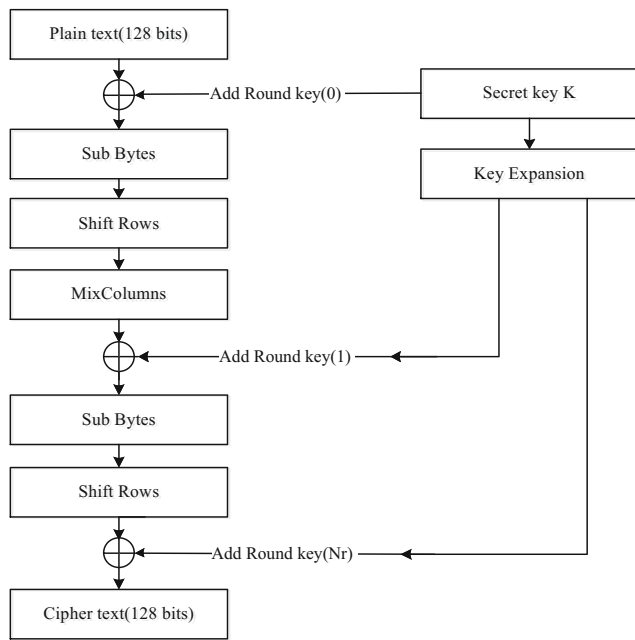 Plain text(128 bits)
Add Round key(0)
Secret key K
Sub Bytes
Key Expansion
Shift Rows
MixColumns
Add Round key(1)
Sub Bytes
Shift Rows
Add Round key(Nr)
Cipher text(128 bits)